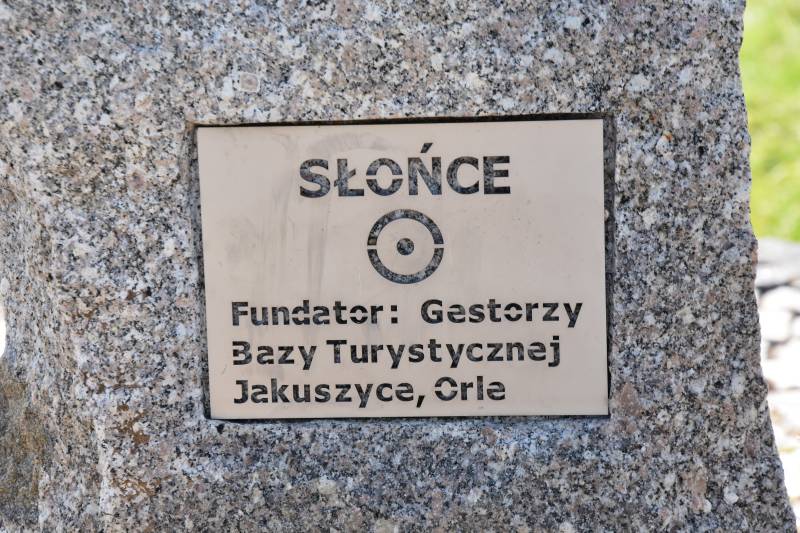 SŁOŃCE
Fundator: Gestorzy
Bazy Turystycznej
Jakuszyce, Orle